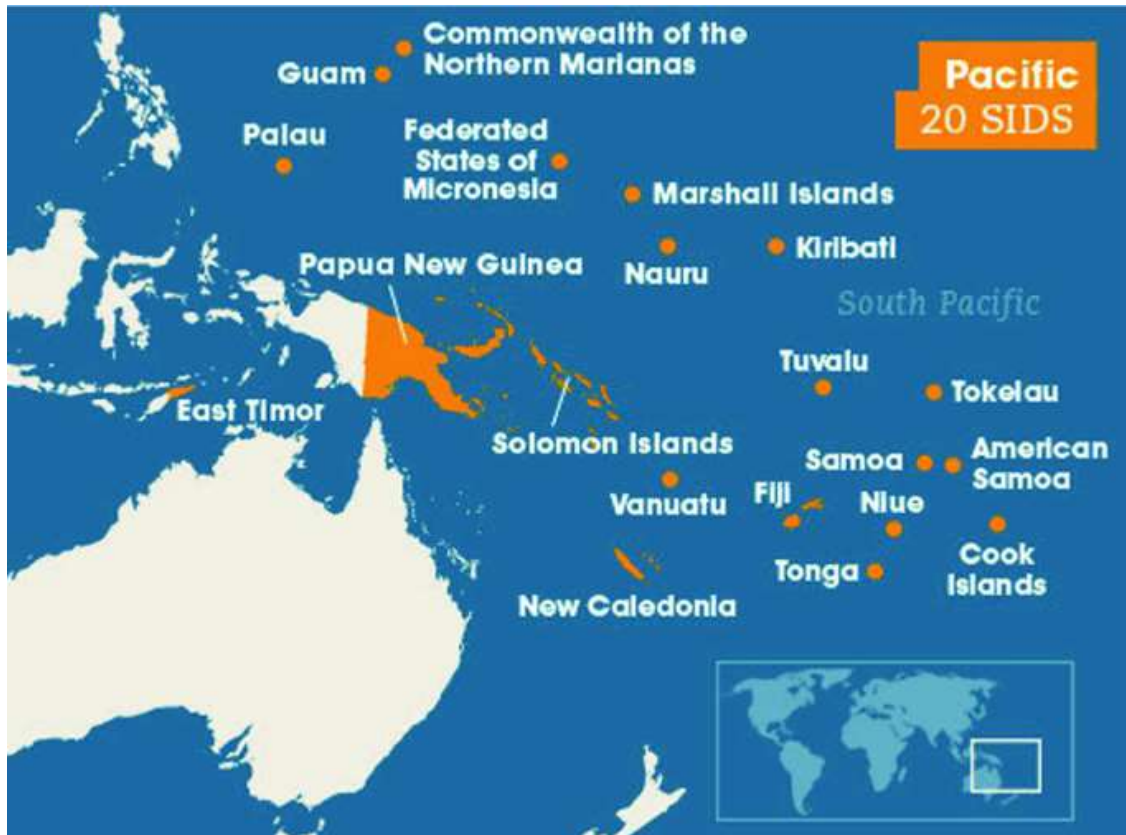 Commonwealth of the
Northern Marianas
Guam
Pacific
20 SIDS
Palau
Federated
States of
Micronesia
Marshall Islands
Nauru
Kiribati
Papua New Guinea
South Pacific
Tuvalu
Tokelau
East Timor
Solomon Islands
Samoa
American
Samoa
Vanuatu
Fiji
Niue
Cook
Islands
Tonga
New Caledonia